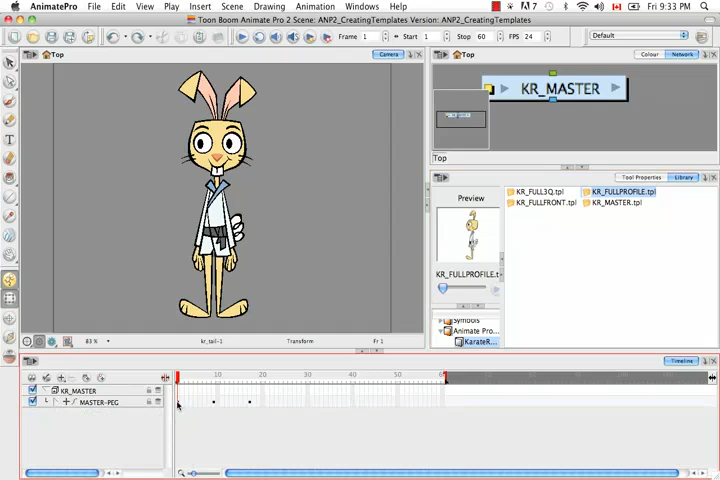 AnimatePro File Edit View Play Insert Scene Drawing Animation Windows Help 7 Fri 9:33 PM
Toon Boom Animate Pro 2 Scene: ANP2_CreatingTemplates Version: ANP2_CreatingTemplates
Frame 1 Start 1 Stop 60 FPS 24 Default
Top Camera
Top Colour Network
KR_MASTER
Top
Tool Properties Library
Preview
KR_FULL3Q.tpl KR_FULLPROFILE.tpl
KR_FULLFRONT.tpl KR_MASTER.tpl
KR_FULLPROFILE.t
Symbols
Animate Pro...
KarateR...
83 % kr_tail-1 Transform Fr 1
Timeline
10 20 30 40 50 60
KR_MASTER
MASTER-PEG